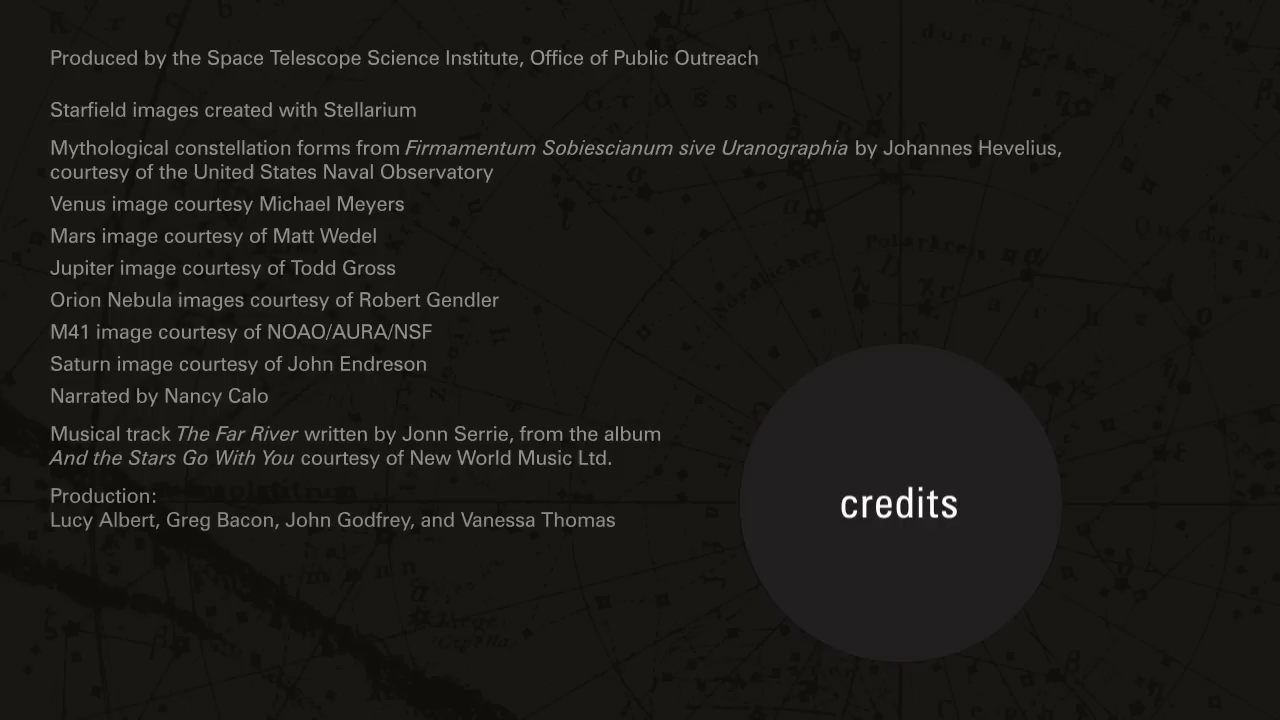 Produced by the Space Telescope Science Institute, Office of Public Outreach
Starfield images created with Stellarium
Mythological constellation forms from Firmamentum Sobiescianum sive Uranographia by Johannes Hevelius,
courtesy of the United States Naval Observatory
Venus image courtesy Michael Meyers
Mars image courtesy of Matt Wedel
Jupiter image courtesy of Todd Gross
Orion Nebula images courtesy of Robert Gendler
M41 image courtesy of NOAO/AURA/NSF
Saturn image courtesy of John Endreson
Narrated by Nancy Calo
Musical track The Far River written by Jonn Serrie, from the album
And the Stars Go With You courtesy of New World Music Ltd.
Production:
Lucy Albert, Greg Bacon, John Godfrey, and Vanessa Thomas
credits
durch
Polarkreis
Nordlicher
Capella